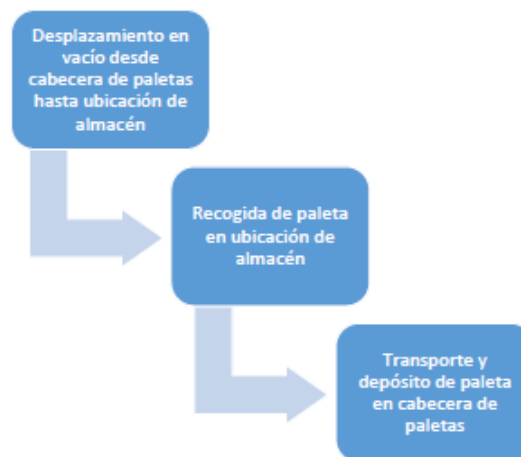 Desplazamiento en
vacío desde
cabecera de paletas
hasta ubicación de
almacén
Recogida de paleta
en ubicación de
almacén
Transporte y
depósito de paleta
en cabecera de
paletas